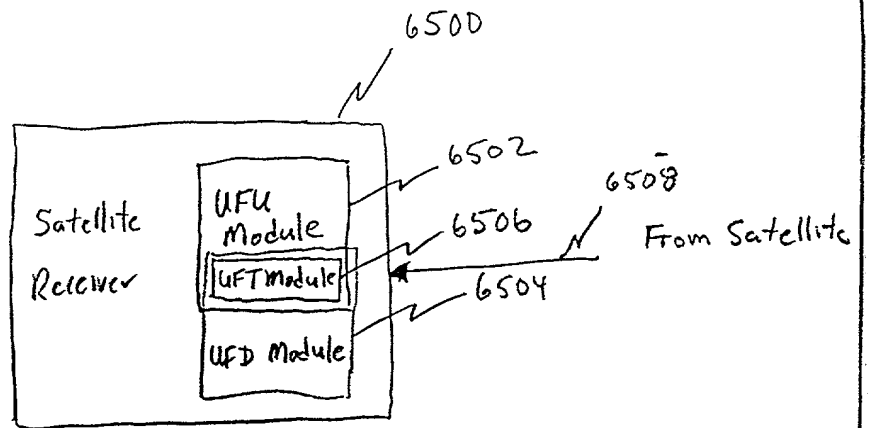 6500
6502
6508
UFU
Module
6506
Satellite
Receiver
From Satellite
UFT Module
6504
UFD Module